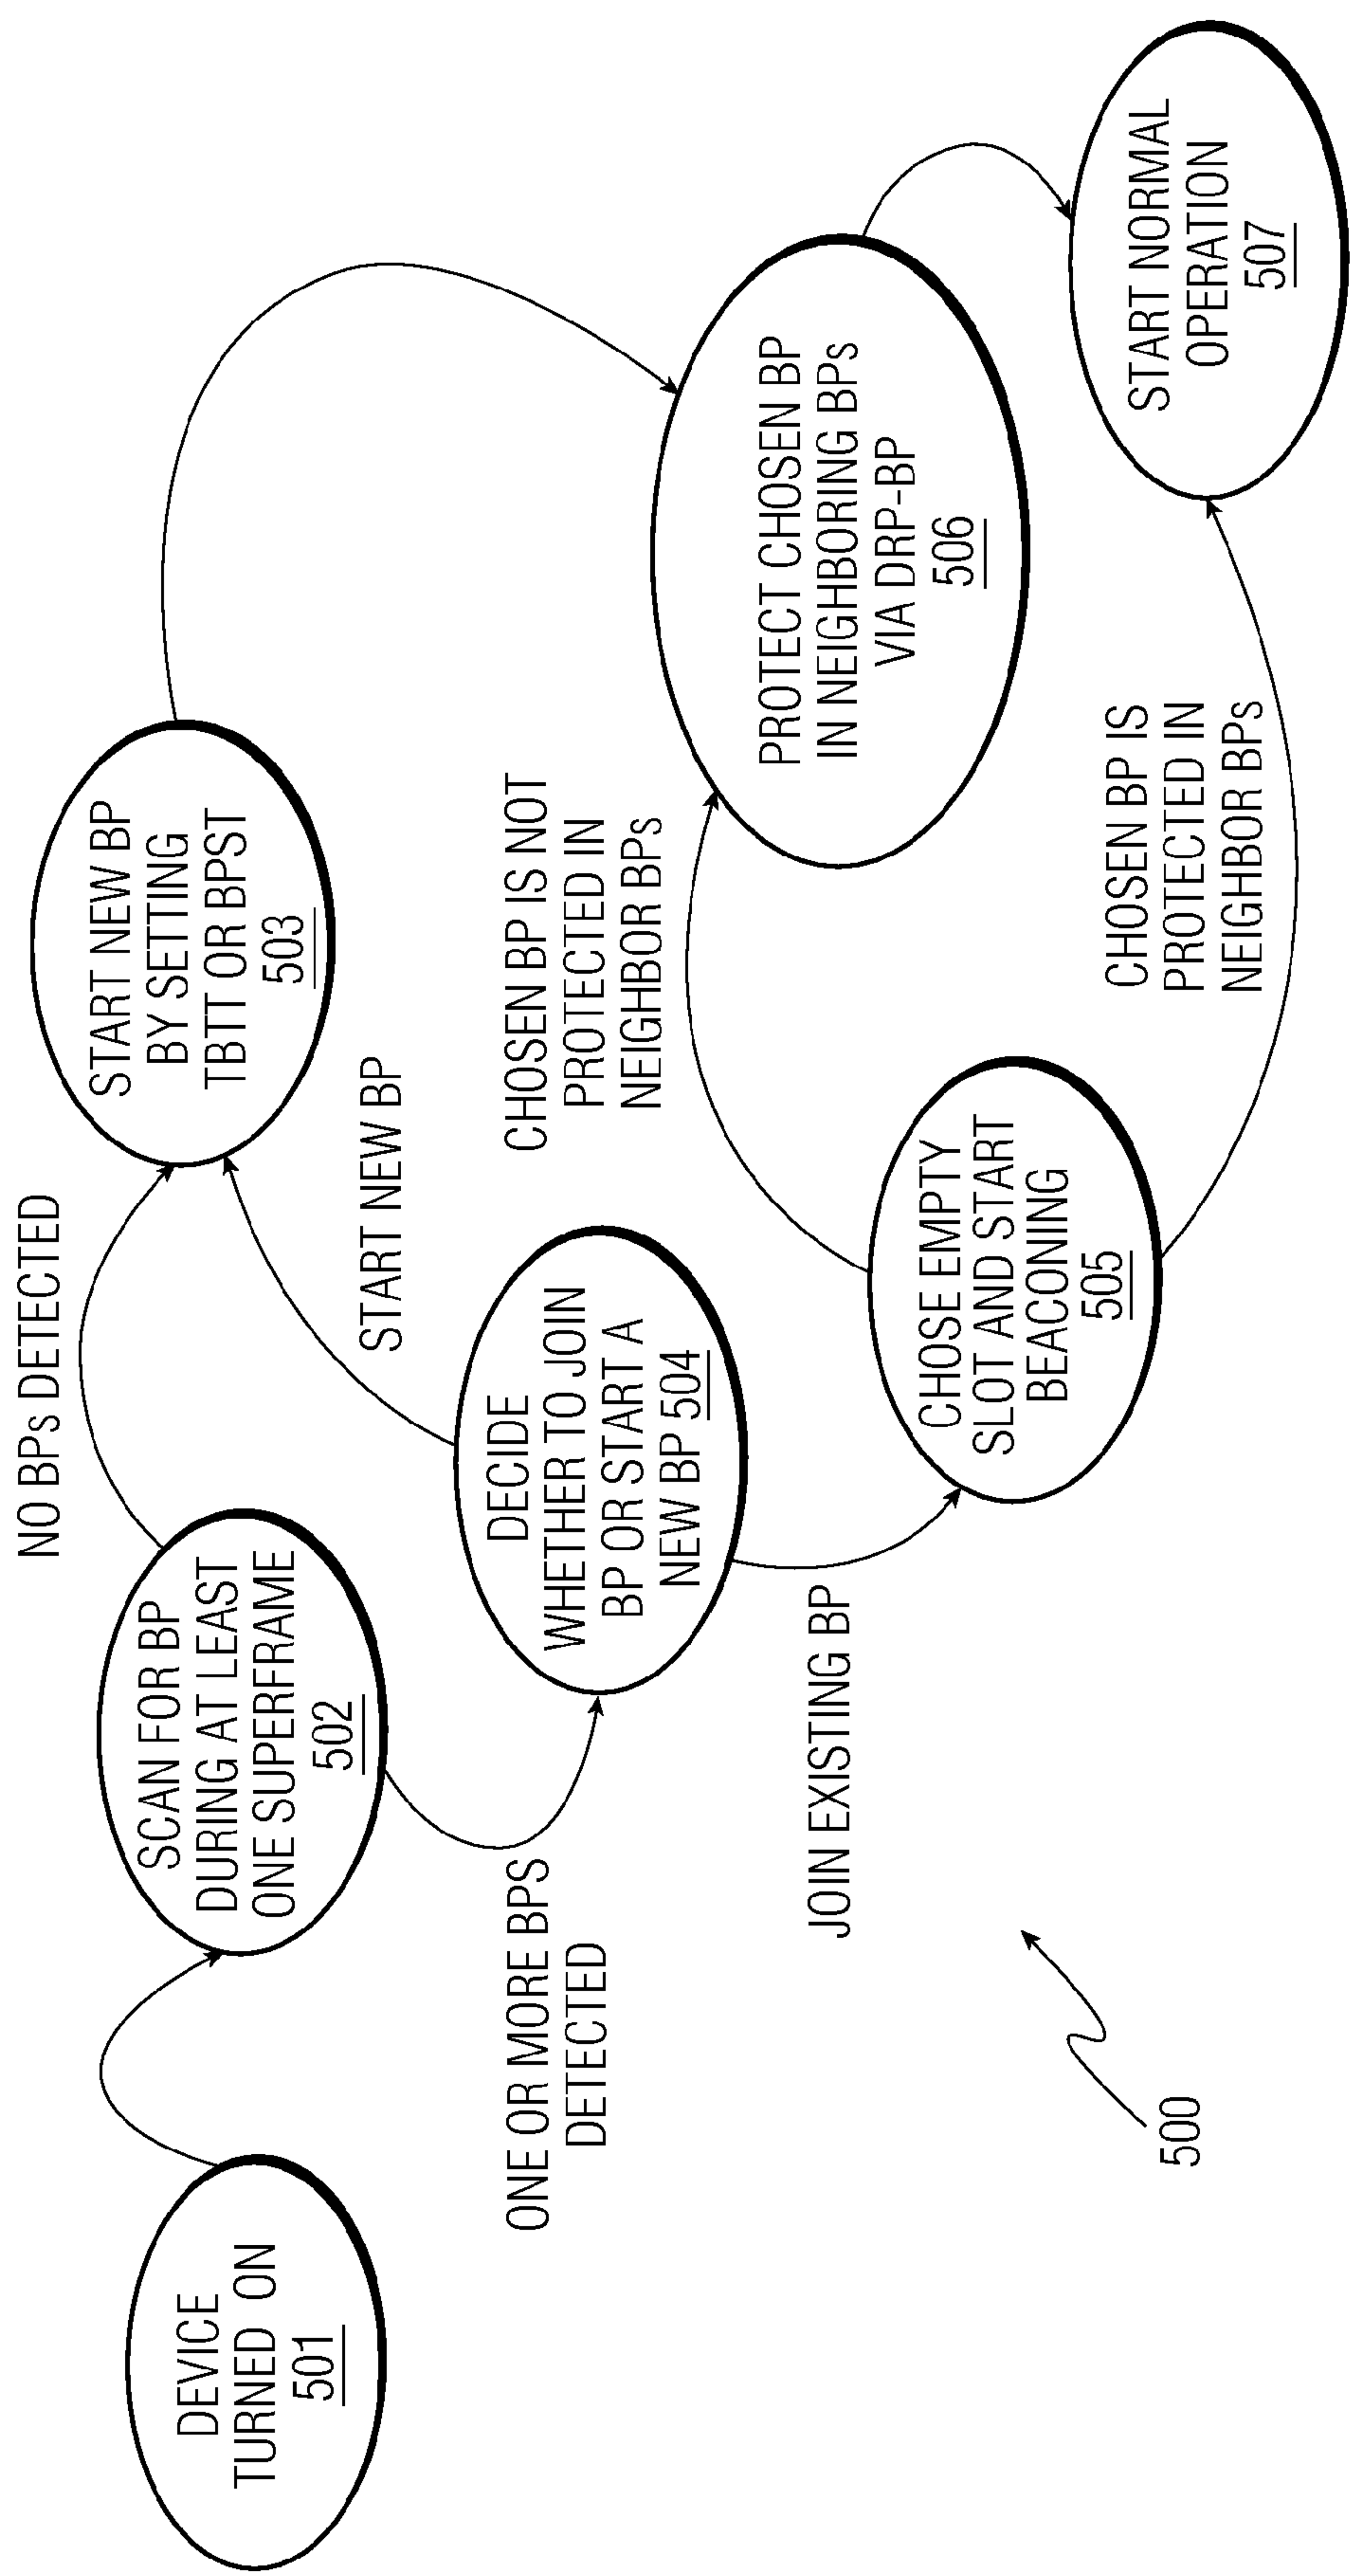 DEVICE
TURNED ON
501
SCAN FOR BP
DURING AT LEAST
ONE SUPERFRAME
502
NO BPs DETECTED
ONE OR MORE BPS
DETECTED
START NEW BP
BY SETTING
TBTT OR BPST
503
DECIDE
WHETHER TO JOIN
BP OR START A
NEW BP 504
START NEW BP
JOIN EXISTING BP
CHOSE EMPTY
SLOT AND START
BEACONING
505
CHOSEN BP IS NOT
PROTECTED IN
NEIGHBOR BPs
PROTECT CHOSEN BP
IN NEIGHBORING BPs
VIA DRP-BP
506
CHOSEN BP IS
PROTECTED IN
NEIGHBOR BPs
START NORMAL
OPERATION
507
500